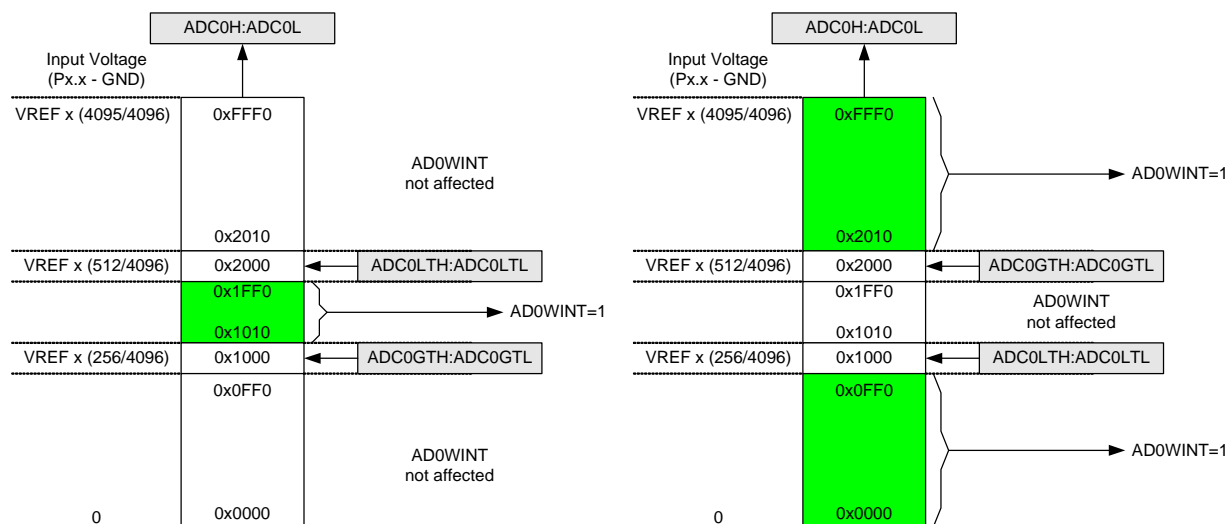 ADC0H:ADC0L
Input Voltage
(Px.x - GND)
VREF x (4095/4096)
0xFFF0
AD0WINT
not affected
0x2010
VREF x (512/4096)
0x2000
ADC0LTH:ADC0LTL
0x1FF0
AD0WINT=1
0x1010
VREF x (256/4096)
0x1000
ADC0GTH:ADC0GTL
0x0FF0
AD0WINT
not affected
0
0x0000
ADC0H:ADC0L
Input Voltage
(Px.x - GND)
VREF x (4095/4096)
0xFFF0
AD0WINT=1
0x2010
VREF x (512/4096)
0x2000
ADC0GTH:ADC0GTL
0x1FF0
AD0WINT
not affected
0x1010
VREF x (256/4096)
0x1000
ADC0LTH:ADC0LTL
0x0FF0
AD0WINT=1
0
0x0000